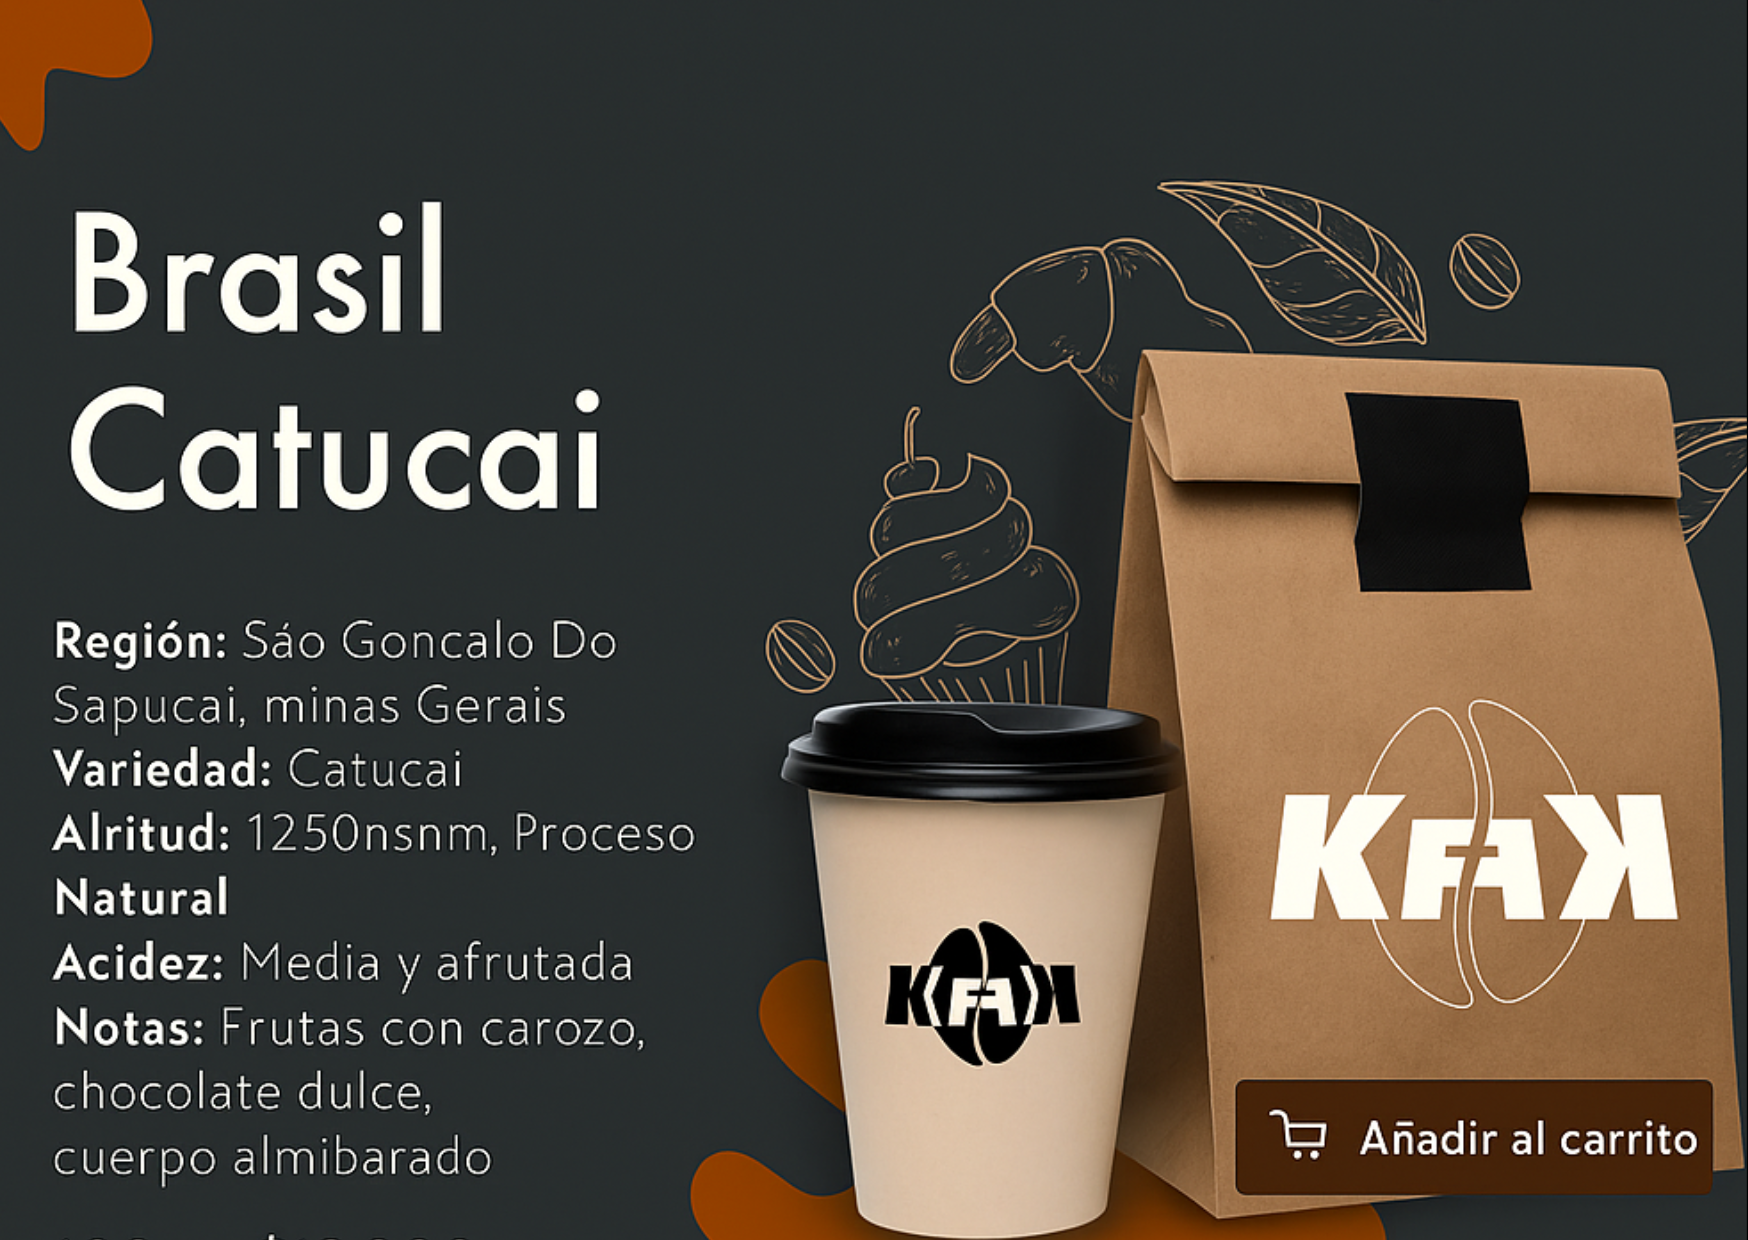 Brasil
Catucai
Región: Sáo Goncalo Do
Sapucai, minas Gerais
Variedad: Catucai
Alritud: 1250nsnm, Proceso
Natural
Acidez: Media y afrutada
Notas: Frutas con carozo,
chocolate dulce,
cuerpo almibarado
KFAK
KFAK
Añadir al carrito